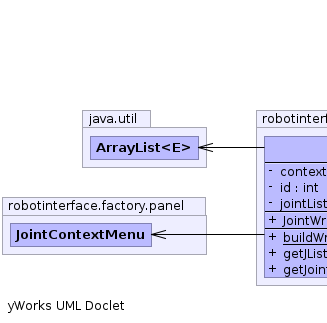 java.util
robotinterf
ArrayList<E>
- context
- id : int
- jointList
robotinterface.factory.panel
+ JointWr
JointContextMenu
+ buildWr
+ getJList
+ getJoint
yWorks UML Doclet